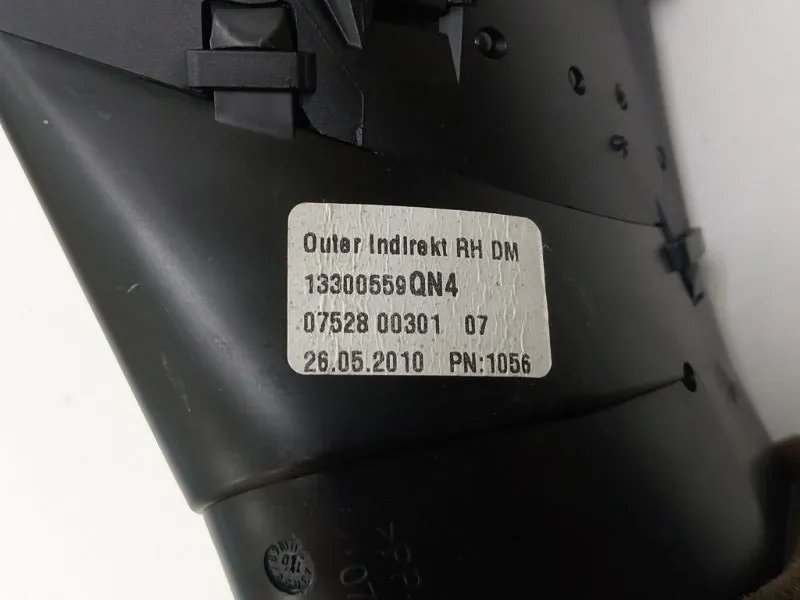 Outer Indirekt RH DM
13300559QN4
07528 00301 07
26.05.2010 PN:1056